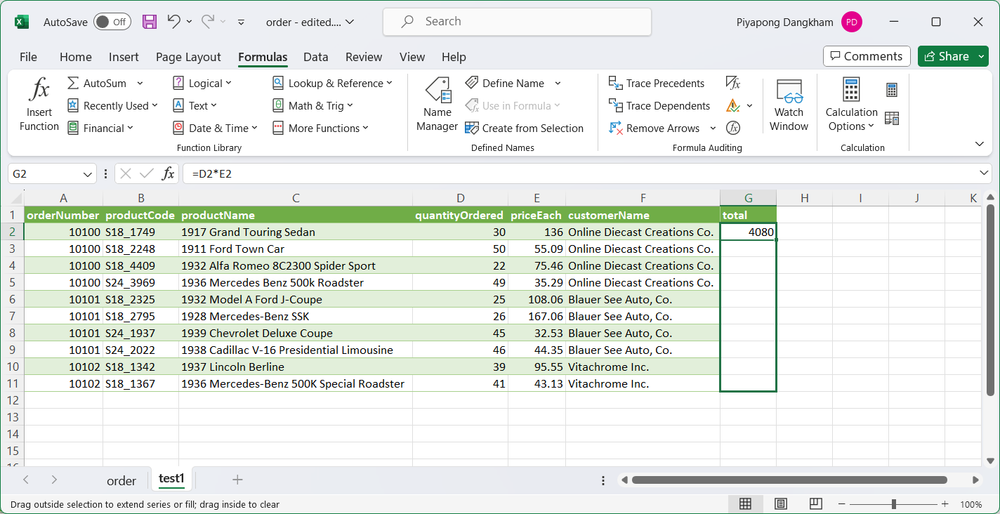 AutoSave Off order - edited.... Search Piyapong Dangkham PD
File Home Insert Page Layout Formulas Data Review View Help Comments Share
fx AutoSum Logical Lookup & Reference Define Name Trace Precedents fx
Insert Function Recently Used Text Math & Trig Name Manager Use in Formula Trace Dependents Watch Window Calculation Options
Financial Date & Time More Functions Create from Selection Remove Arrows fx
Function Library Defined Names Formula Auditing Calculation
G2 fx =D2*E2
A B C D E F G H I J K
1 orderNumber productCode productName quantityOrdered priceEach customerName total
2 10100 S18_1749 1917 Grand Touring Sedan 30 136 Online Diecast Creations Co. 4080
3 10100 S18_2248 1911 Ford Town Car 50 55.09 Online Diecast Creations Co.
4 10100 S18_4409 1932 Alfa Romeo 8C2300 Spider Sport 22 75.46 Online Diecast Creations Co.
5 10100 S24_3969 1936 Mercedes Benz 500k Roadster 49 35.29 Online Diecast Creations Co.
6 10101 S18_2325 1932 Model A Ford J-Coupe 25 108.06 Blauer See Auto, Co.
7 10101 S18_2795 1928 Mercedes-Benz SSK 26 167.06 Blauer See Auto, Co.
8 10101 S24_1937 1939 Chevrolet Deluxe Coupe 45 32.53 Blauer See Auto, Co.
9 10101 S24_2022 1938 Cadillac V-16 Presidential Limousine 46 44.35 Blauer See Auto, Co.
10 10102 S18_1342 1937 Lincoln Berline 39 95.55 Vitachrome Inc.
11 10102 S18_1367 1936 Mercedes-Benz 500K Special Roadster 41 43.13 Vitachrome Inc.
12
13
14
15
order test1
Drag outside selection to extend series or fill; drag inside to clear 100%